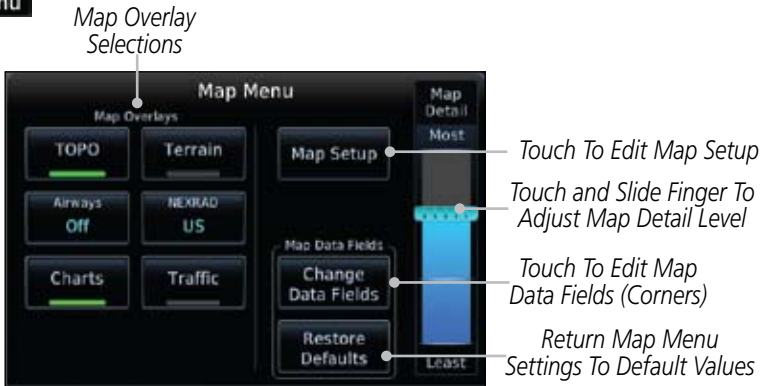 nu
Map Overlay
Selections
Map Menu
Map Overlays
TOPO
Terrain
Airways
Off
NEXRAD
US
Charts
Traffic
Map Setup
Map Data Fields
Change
Data Fields
Restore
Defaults
Map
Detail
Most
Least
Touch To Edit Map Setup
Touch and Slide Finger To
Adjust Map Detail Level
Touch To Edit Map
Data Fields (Corners)
Return Map Menu
Settings To Default Values